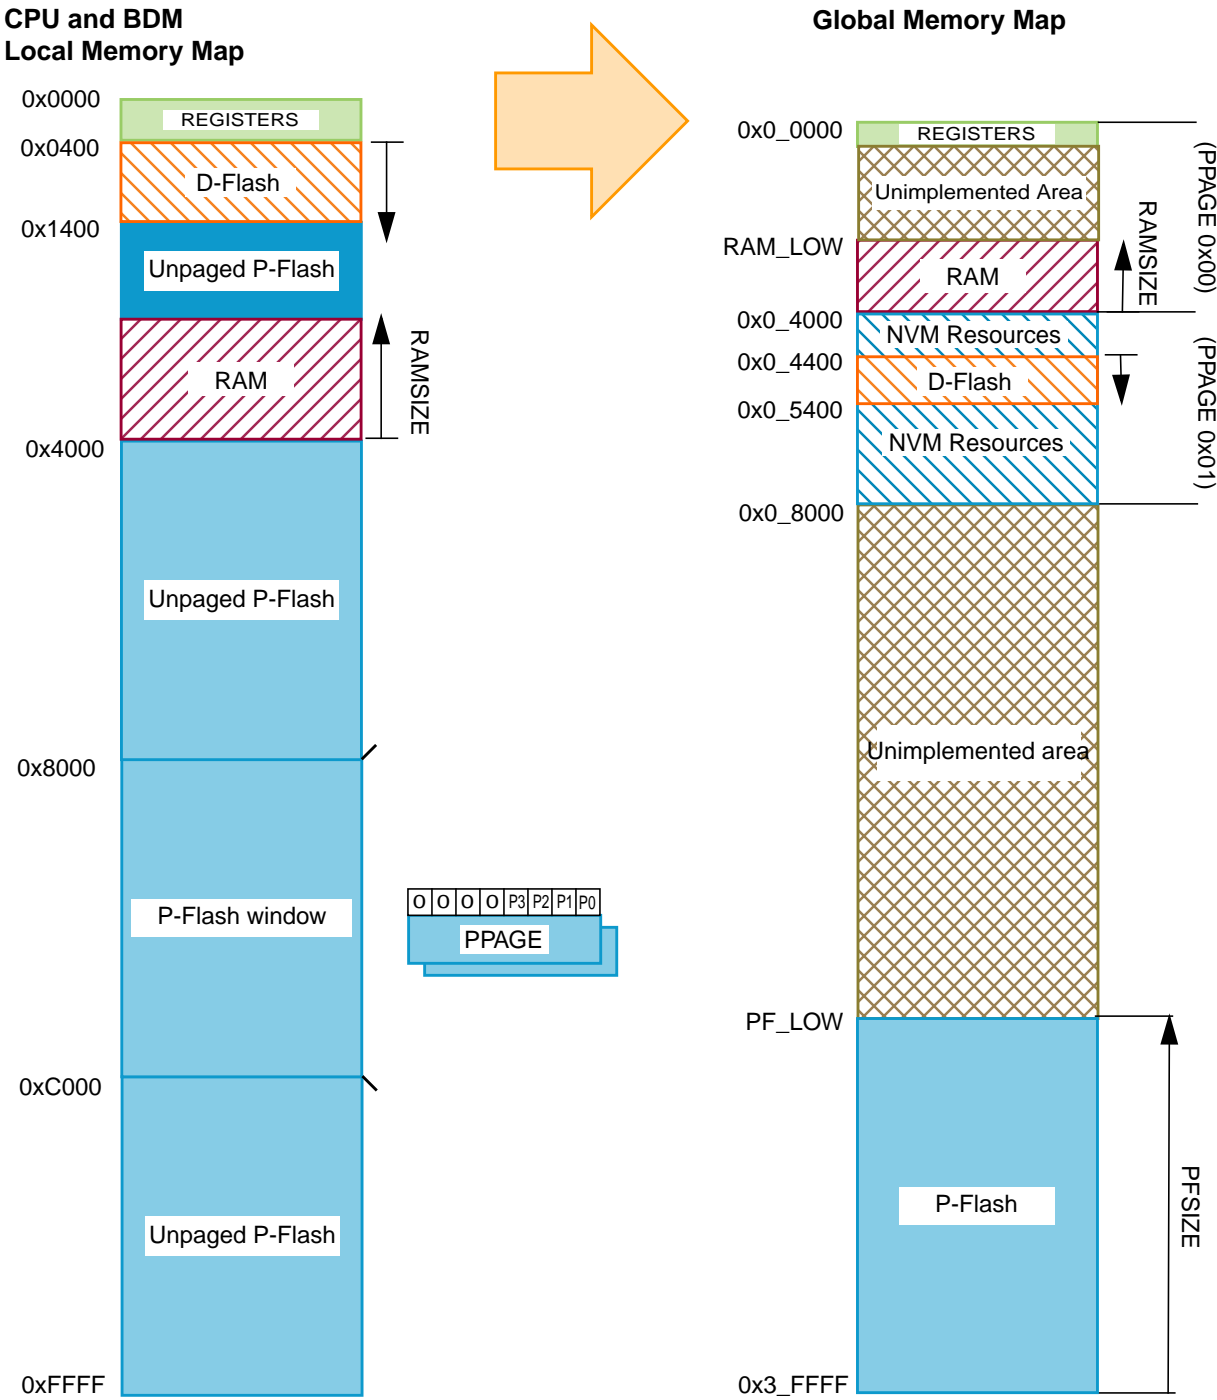 CPU and BDM
Local Memory Map
0x0000
REGISTERS
0x0400
D-Flash
0x1400
Unpaged P-Flash
RAM
RAMSIZE
0x4000
Unpaged P-Flash
0x8000
P-Flash window
0 0 0 0 P3 P2 P1 P0
PPAGE
0xC000
Unpaged P-Flash
0xFFFF
Global Memory Map
0x0_0000
REGISTERS
Unimplemented Area
RAM_LOW
RAM
RAMSIZE
(PPAGE 0x00)
0x0_4000
NVM Resources
0x0_4400
D-Flash
0x0_5400
NVM Resources
(PPAGE 0x01)
0x0_8000
Unimplemented area
PF_LOW
P-Flash
PFSIZE
0x3_FFFF